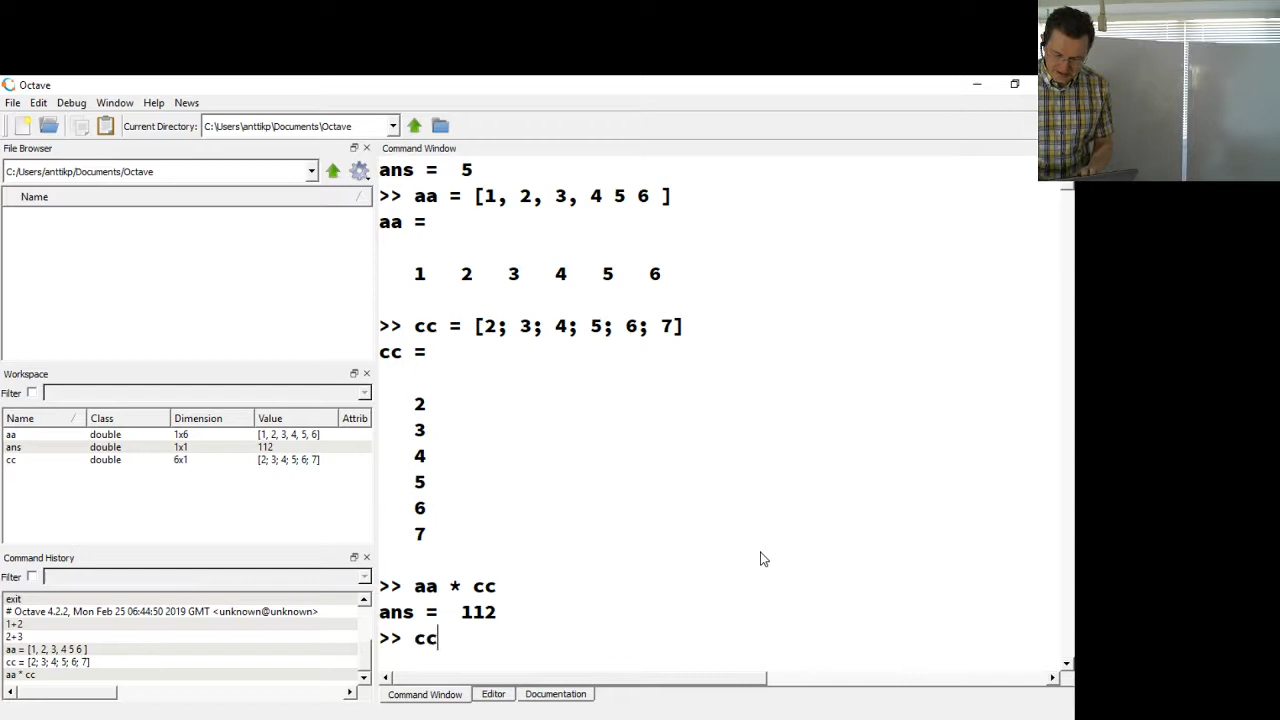 Octave
File Edit Debug Window Help News
Current Directory: C:\Users\anttikp\Documents\Octave
File Browser
C:/Users/anttikp/Documents/Octave
Name
Workspace
Filter
Name Class Dimension Value Attrib
aa double 1x6 [1, 2, 3, 4, 5, 6]
ans double 1x1 112
cc double 6x1 [2; 3; 4; 5; 6; 7]
Command History
Filter
exit
# Octave 4.2.2, Mon Feb 25 06:44:50 2019 GMT <unknown@unknown>
1+2
2+3
aa = [1, 2, 3, 4 5 6 ]
cc = [2; 3; 4; 5; 6; 7]
aa * cc
Command Window
ans = 5
>> aa = [1, 2, 3, 4 5 6 ]
aa =
1 2 3 4 5 6
>> cc = [2; 3; 4; 5; 6; 7]
cc =
2
3
4
5
6
7
>> aa * cc
ans = 112
>> cc
Command Window Editor Documentation